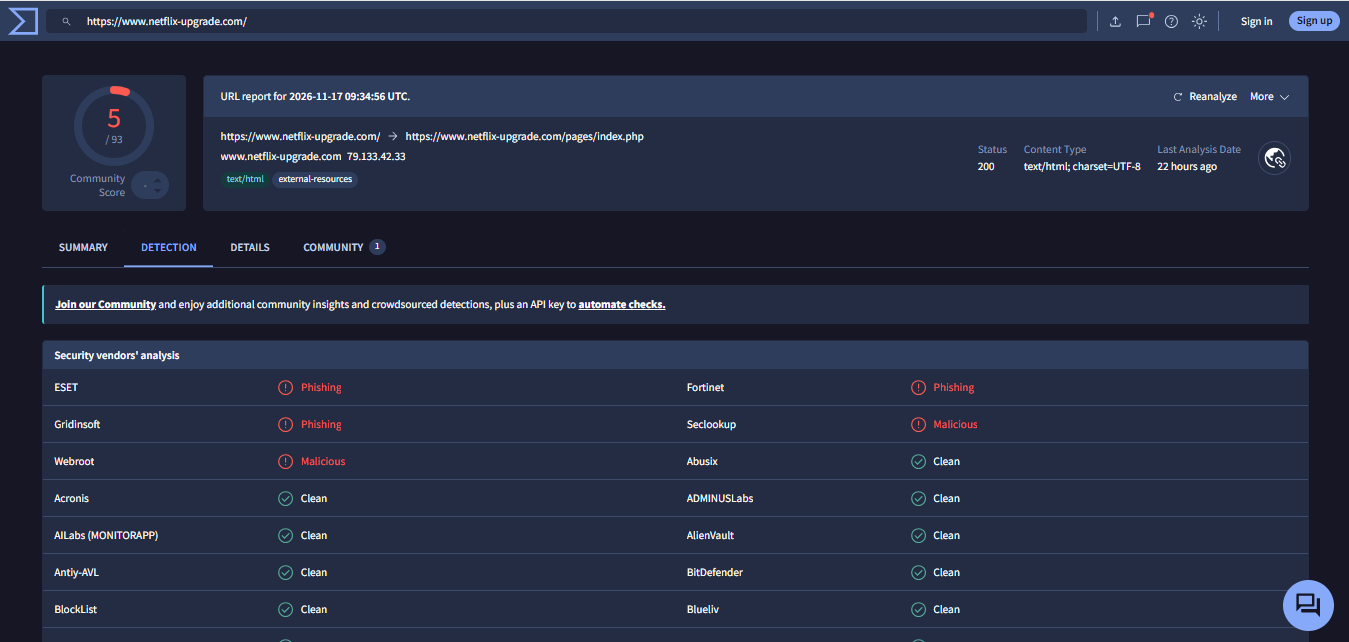 https://www.netflix-upgrade.com/
Sign in
Sign up
5
/ 93
Community
Score
-
URL report for 2026-11-17 09:34:56 UTC.
Reanalyze
More
https://www.netflix-upgrade.com/ → https://www.netflix-upgrade.com/pages/index.php
www.netflix-upgrade.com 79.133.42.33
text/html external-resources
Status
200
Content Type
text/html; charset=UTF-8
Last Analysis Date
22 hours ago
SUMMARY DETECTION DETAILS COMMUNITY 1
Join our Community and enjoy additional community insights and crowdsourced detections, plus an API key to automate checks.
Security vendors' analysis
ESET Phishing Fortinet Phishing
Gridinsoft Phishing Seclookup Malicious
Webroot Malicious Abusix Clean
Acronis Clean ADMINUSLabs Clean
AILabs (MONITORAPP) Clean AlienVault Clean
Antiy-AVL Clean BitDefender Clean
BlockList Clean Blueliv Clean